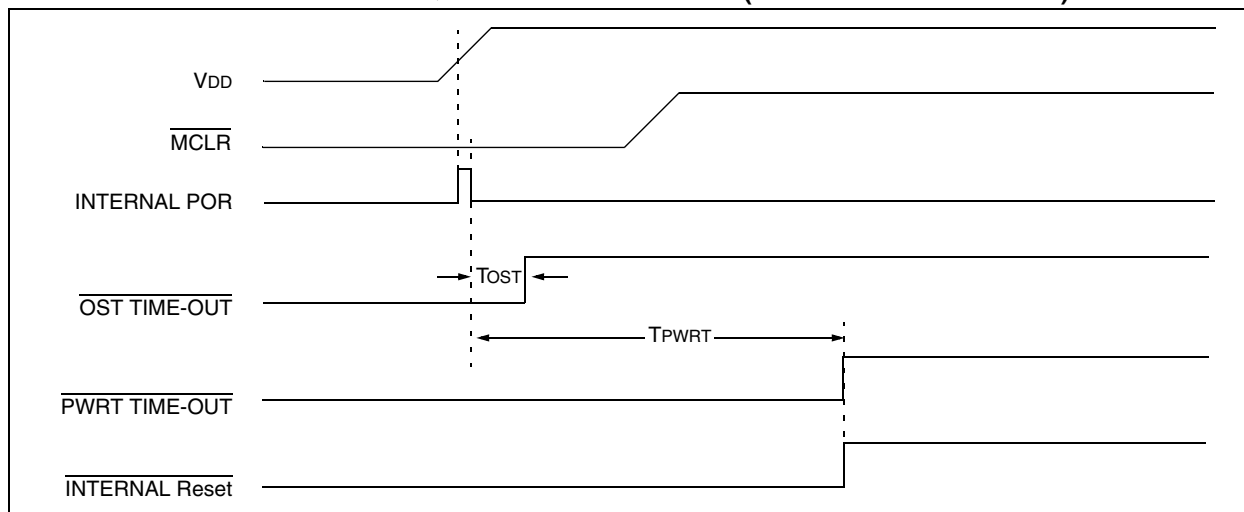 VDD
MCLR
INTERNAL POR
TOST
OST TIME-OUT
TPWRT
PWRT TIME-OUT
INTERNAL Reset